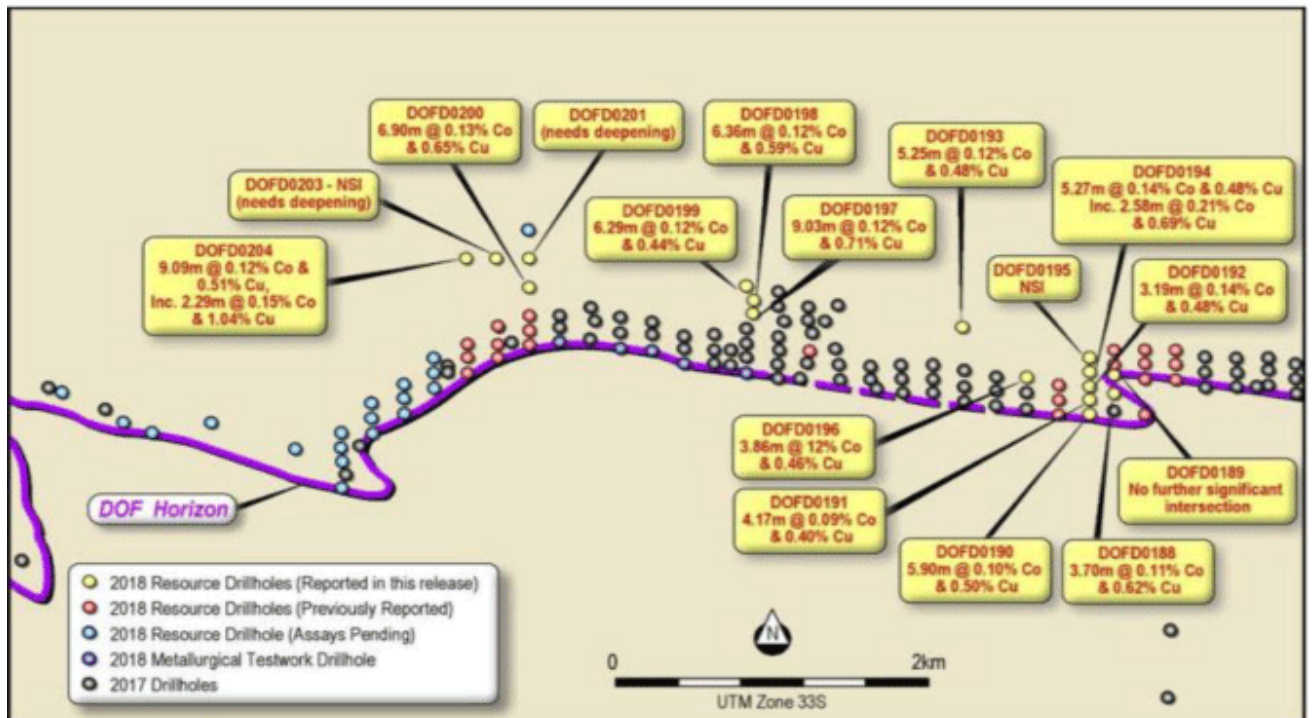 DOFD0200
6.90m @ 0.13% Co
& 0.65% Cu
DOFD0201
(needs deepening)
DOFD0198
6.36m @ 0.12% Co
& 0.59% Cu
DOFD0193
5.25m @ 0.12% Co
& 0.48% Cu
DOFD0194
5.27m @ 0.14% Co & 0.48% Cu
Inc. 2.58m @ 0.21% Co
& 0.69% Cu
DOFD0203 - NSI
(needs deepening)
DOFD0199
6.29m @ 0.12% Co
& 0.44% Cu
DOFD0197
9.03m @ 0.12% Co
& 0.71% Cu
DOFD0204
9.09m @ 0.12% Co &
0.51% Cu,
Inc. 2.29m @ 0.15% Co
& 1.04% Cu
DOFD0195
NSI
DOFD0192
3.19m @ 0.14% Co
& 0.48% Cu
DOFD0196
3.86m @ 12% Co
& 0.46% Cu
DOFD0191
4.17m @ 0.09% Co
& 0.40% Cu
DOFD0189
No further significant
intersection
DOFD0190
5.90m @ 0.10% Co
& 0.50% Cu
DOFD0188
3.70m @ 0.11% Co
& 0.62% Cu
DOF Horizon
2018 Resource Drillholes (Reported in this release)
2018 Resource Drillholes (Previously Reported)
2018 Resource Drillhole (Assays Pending)
2018 Metallurgical Testwork Drillhole
2017 Drillholes
N
0 2km
UTM Zone 33S